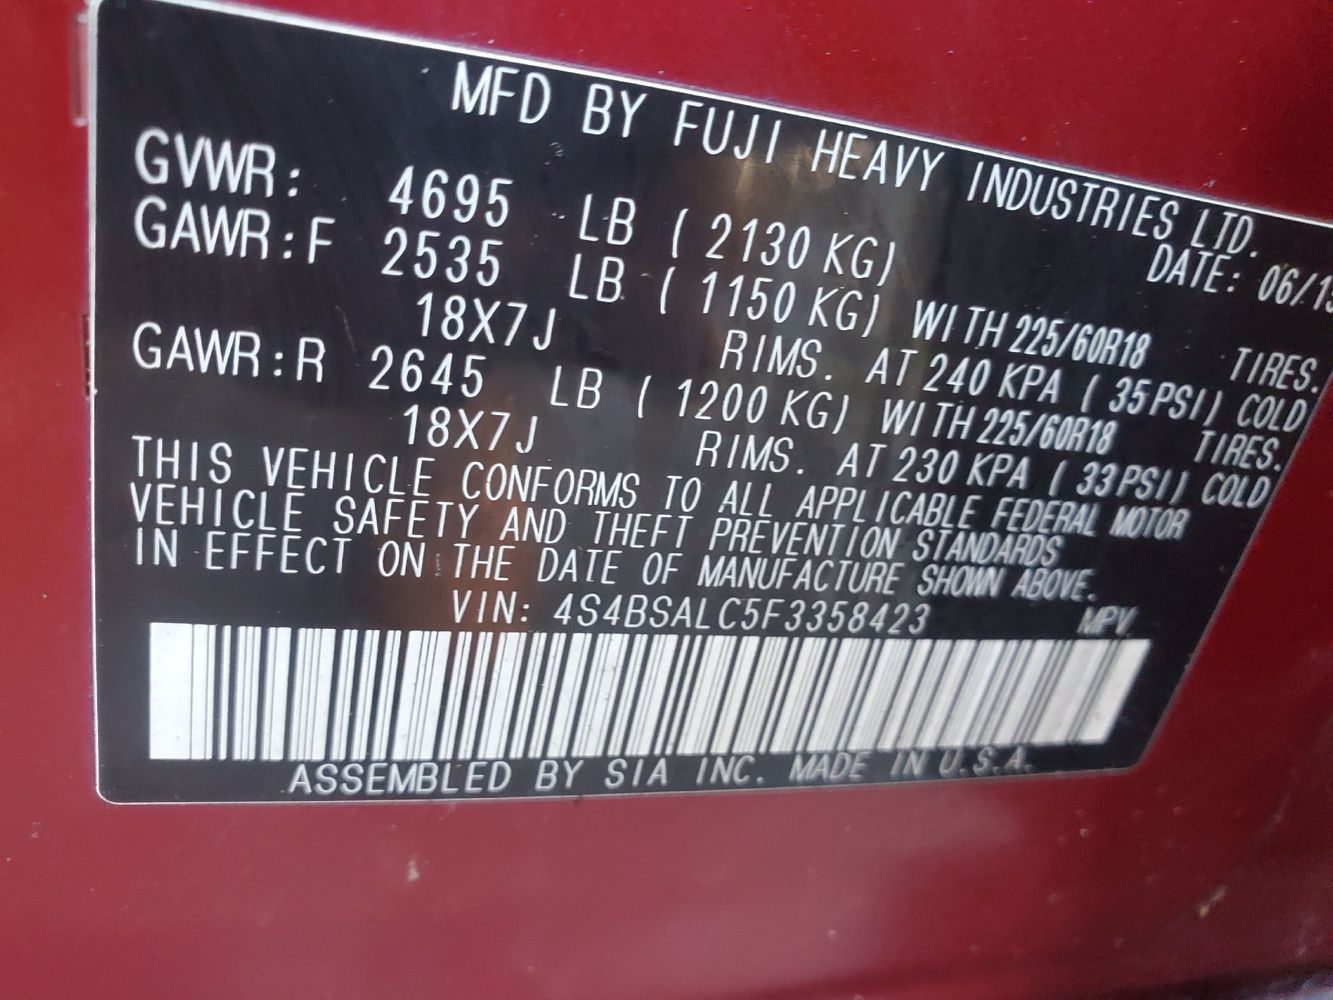 MFD BY FUJI HEAVY INDUSTRIES LTD.
DATE: 06/15
GVWR: 4695 LB ( 2130 KG)
GAWR:F 2535 LB ( 1150 KG) WITH 225/60R18 TIRES.
18X7J RIMS. AT 240 KPA ( 35 PSI) COLD
GAWR:R 2645 LB ( 1200 KG) WITH 225/60R18 TIRES.
18X7J RIMS. AT 230 KPA ( 33 PSI) COLD
THIS VEHICLE CONFORMS TO ALL APPLICABLE FEDERAL MOTOR
VEHICLE SAFETY AND THEFT PREVENTION STANDARDS
IN EFFECT ON THE DATE OF MANUFACTURE SHOWN ABOVE.
VIN: 4S4BSALC5F3358423 MPV
ASSEMBLED BY SIA INC. MADE IN U.S.A.